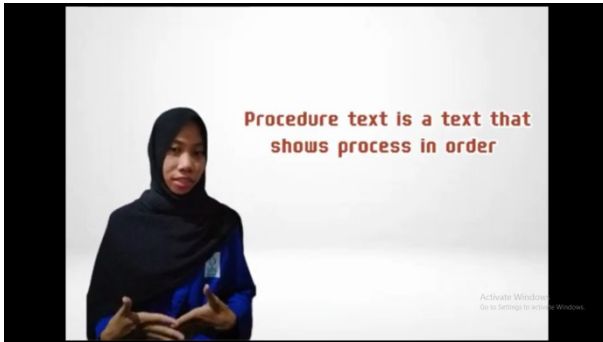 Procedure text is a text that
shows process in order
Activate Windows
Go to Settings to activate Windows.